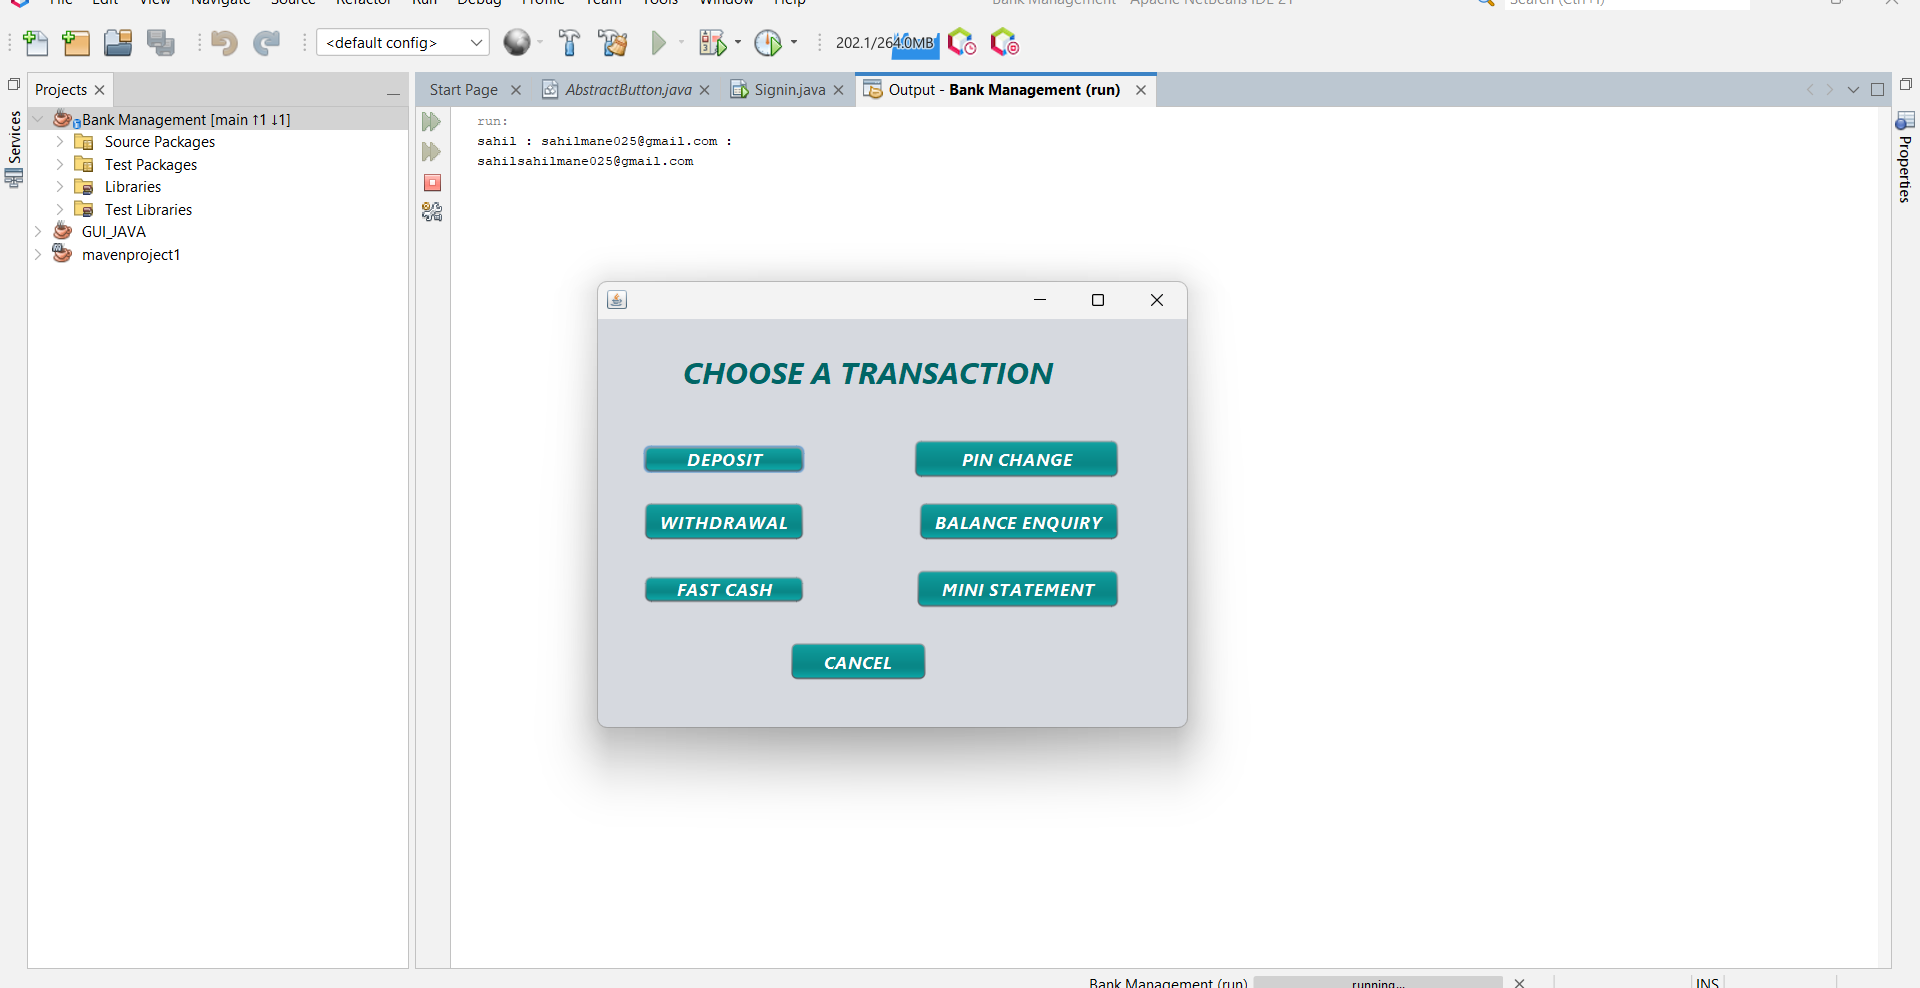 File Edit View Navigate Source Refactor Run Debug Profile Team Tools Window Help
Bank Management - Apache NetBeans IDE 21
Search (Ctrl+I)
<default config>
202.1/264.0MB
Projects
Start Page
AbstractButton.java
Signin.java
Output - Bank Management (run)
Services
Properties
Bank Management [main ↑1 ↓1]
Source Packages
Test Packages
Libraries
Test Libraries
GUI_JAVA
mavenproject1
run:
sahil : sahilmane025@gmail.com :
sahilsahilmane025@gmail.com
CHOOSE A TRANSACTION
DEPOSIT
PIN CHANGE
WITHDRAWAL
BALANCE ENQUIRY
FAST CASH
MINI STATEMENT
CANCEL
Bank Management (run)
running...
INS